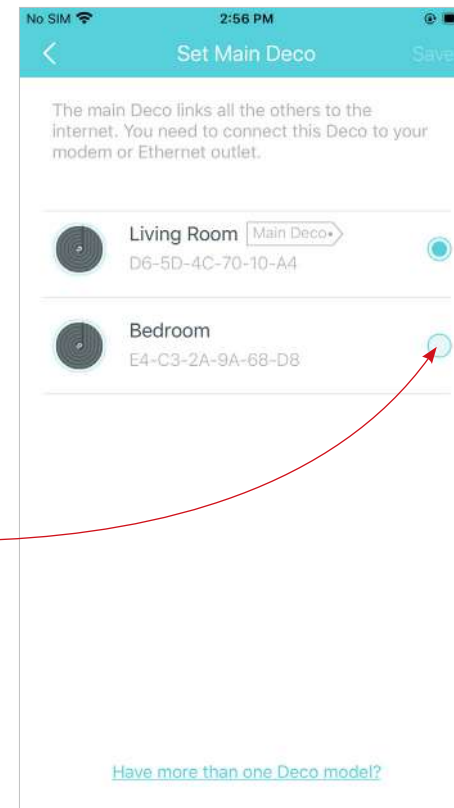 No SIM 2:56 PM
Set Main Deco Save
The main Deco links all the others to the
internet. You need to connect this Deco to your
modem or Ethernet outlet.
Living Room Main Deco
D6-5D-4C-70-10-A4
Bedroom
E4-C3-2A-9A-68-D8
Have more than one Deco model?